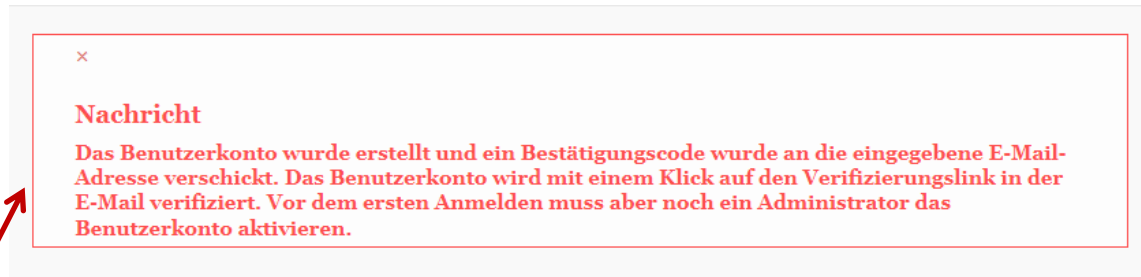 ×
Nachricht
Das Benutzerkonto wurde erstellt und ein Bestätigungscode wurde an die eingegebene E-Mail-
Adresse verschickt. Das Benutzerkonto wird mit einem Klick auf den Verifizierungslink in der
E-Mail verifiziert. Vor dem ersten Anmelden muss aber noch ein Administrator das
Benutzerkonto aktivieren.